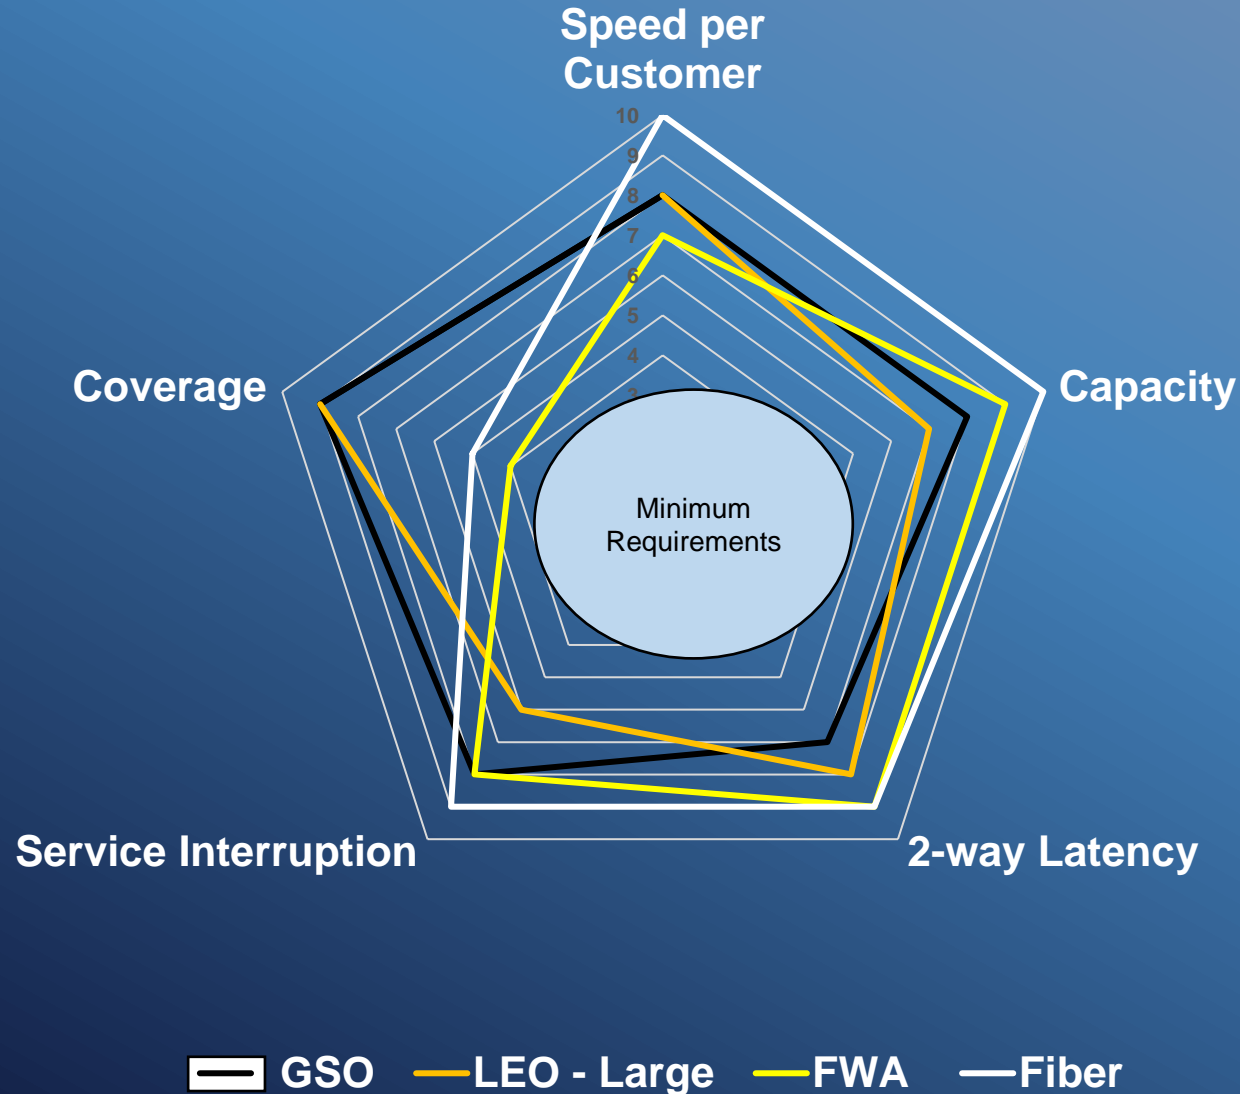 Speed per
Customer
10
9
8
7
6
5
4
3
Coverage
Capacity
Minimum
Requirements
Service Interruption
2-way Latency
GSO
LEO - Large
FWA
Fiber